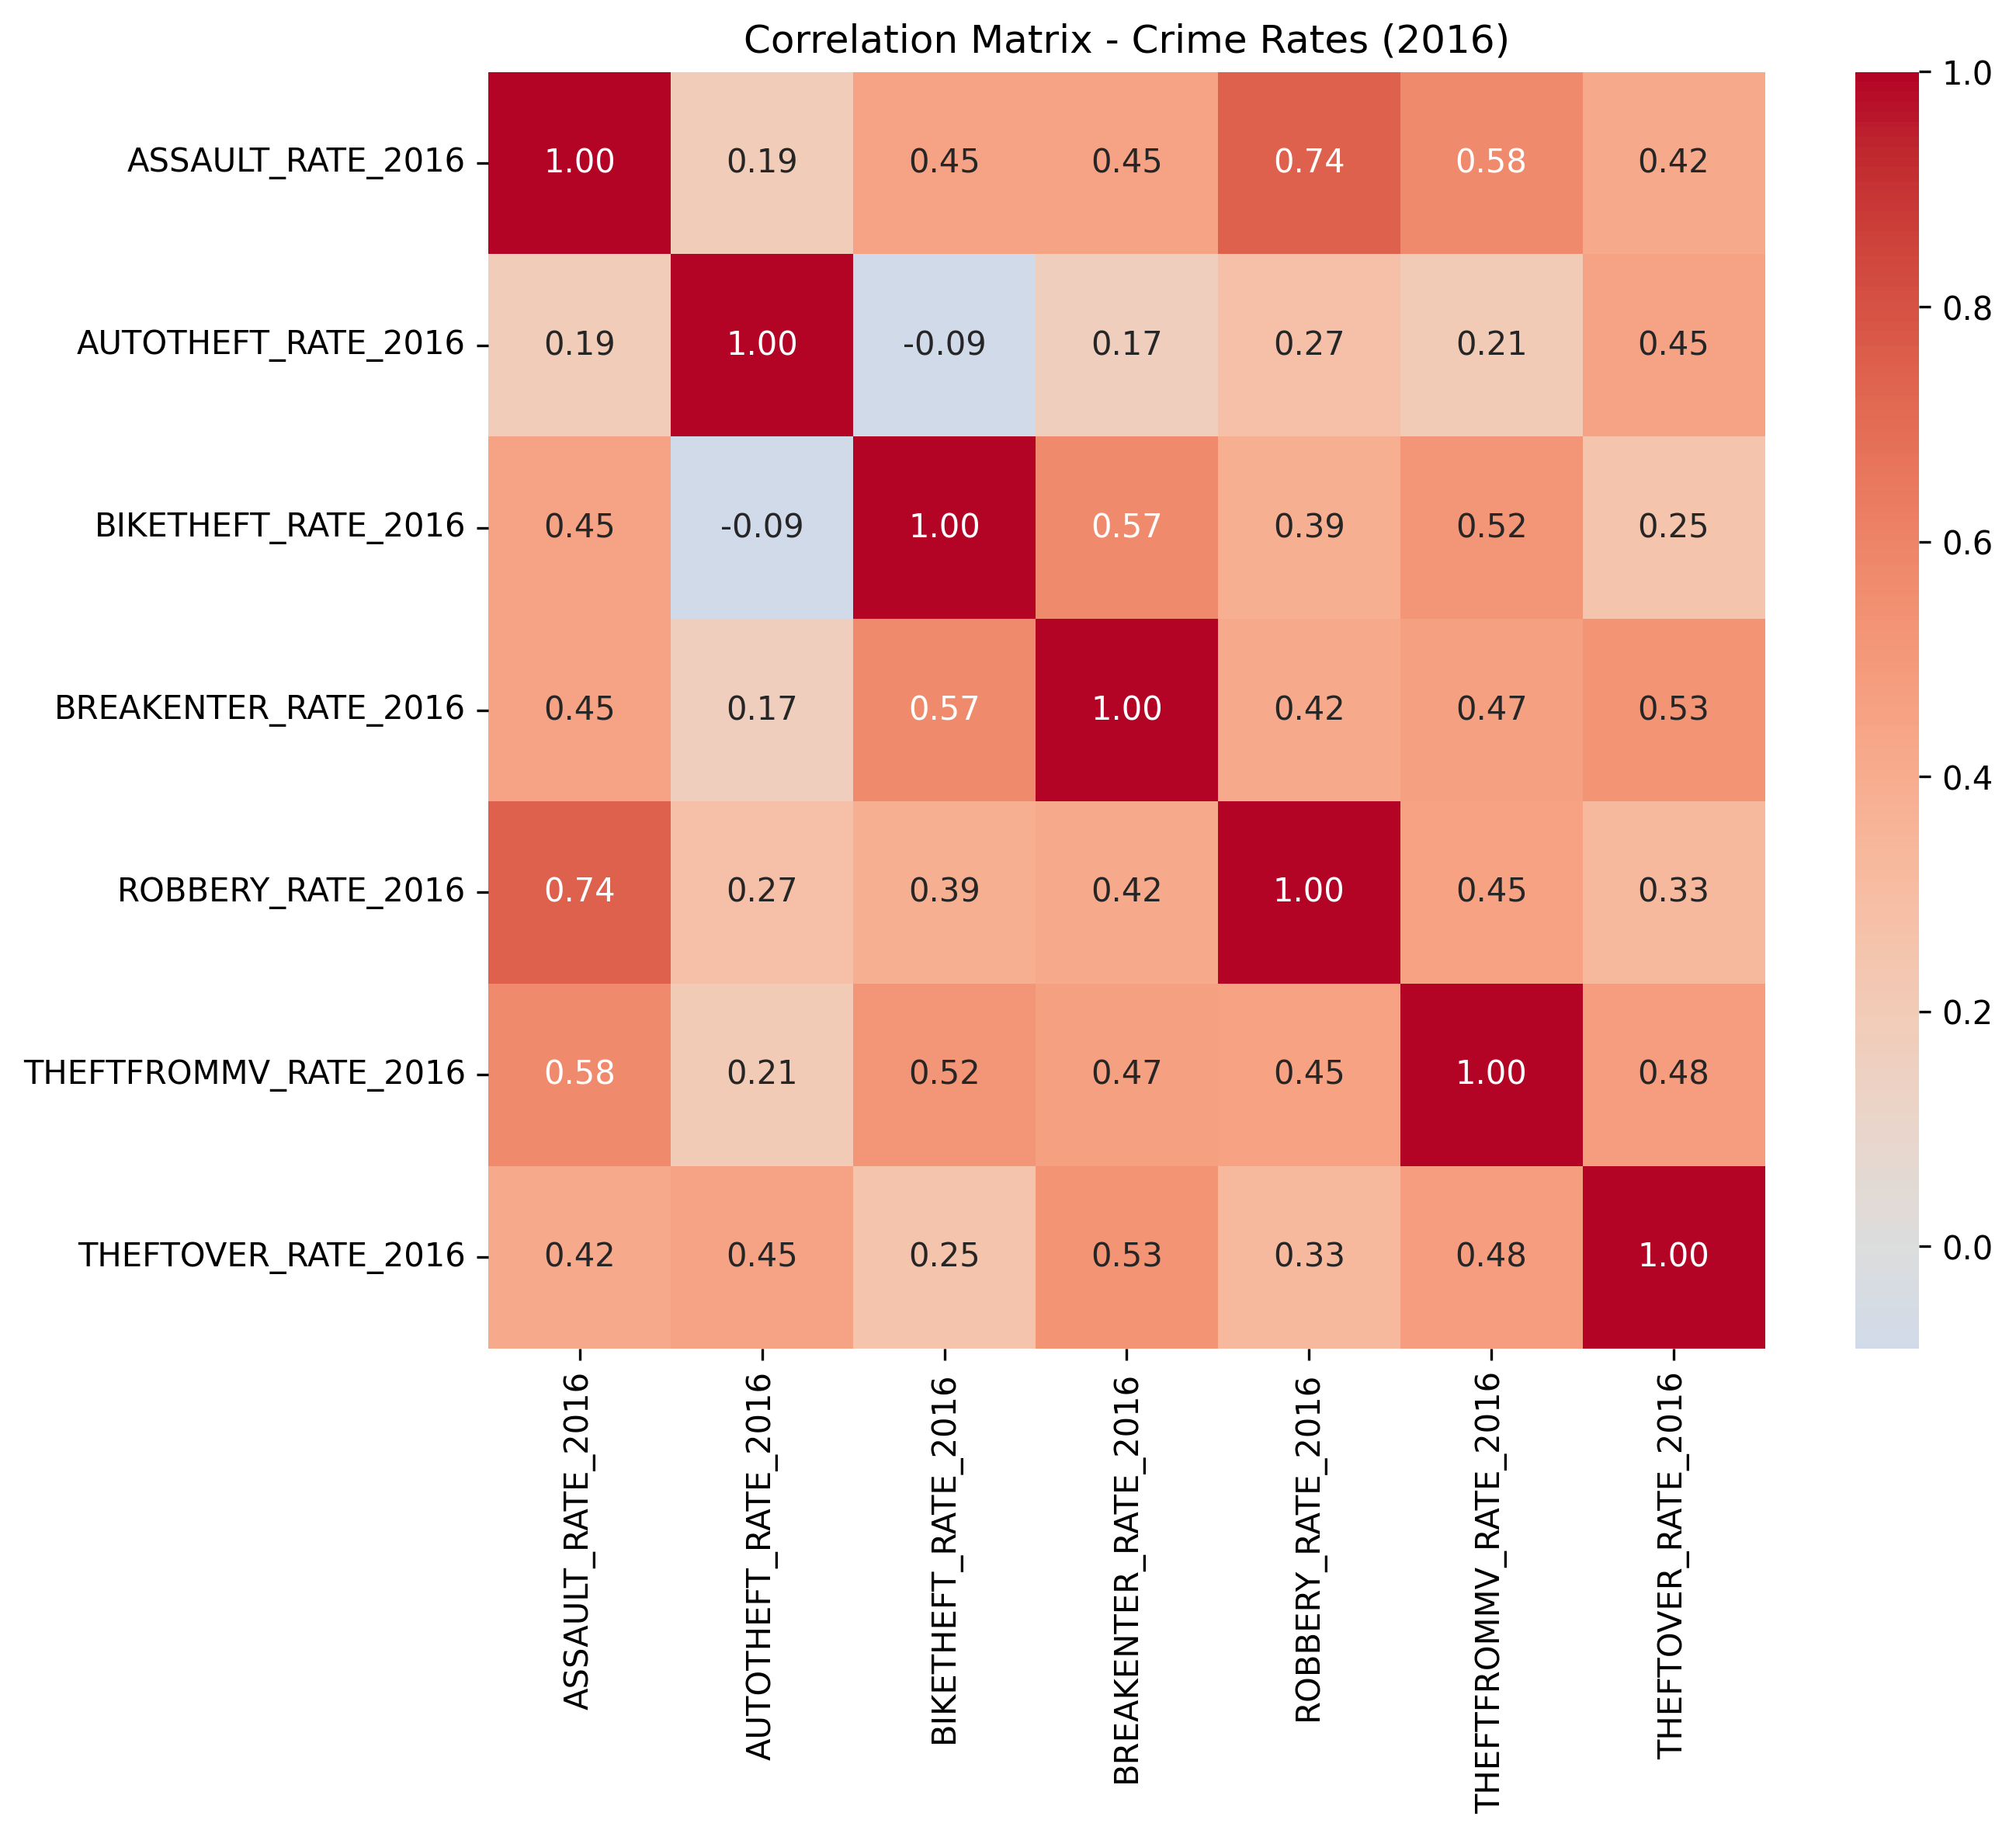 Correlation Matrix - Crime Rates (2016)
ASSAULT_RATE_2016 1.00 0.19 0.45 0.45 0.74 0.58 0.42
AUTOTHEFT_RATE_2016 0.19 1.00 -0.09 0.17 0.27 0.21 0.45
BIKETHEFT_RATE_2016 0.45 -0.09 1.00 0.57 0.39 0.52 0.25
BREAKENTER_RATE_2016 0.45 0.17 0.57 1.00 0.42 0.47 0.53
ROBBERY_RATE_2016 0.74 0.27 0.39 0.42 1.00 0.45 0.33
THEFTFROMMV_RATE_2016 0.58 0.21 0.52 0.47 0.45 1.00 0.48
THEFTOVER_RATE_2016 0.42 0.45 0.25 0.53 0.33 0.48 1.00
ASSAULT_RATE_2016
AUTOTHEFT_RATE_2016
BIKETHEFT_RATE_2016
BREAKENTER_RATE_2016
ROBBERY_RATE_2016
THEFTFROMMV_RATE_2016
THEFTOVER_RATE_2016
1.0
0.8
0.6
0.4
0.2
0.0